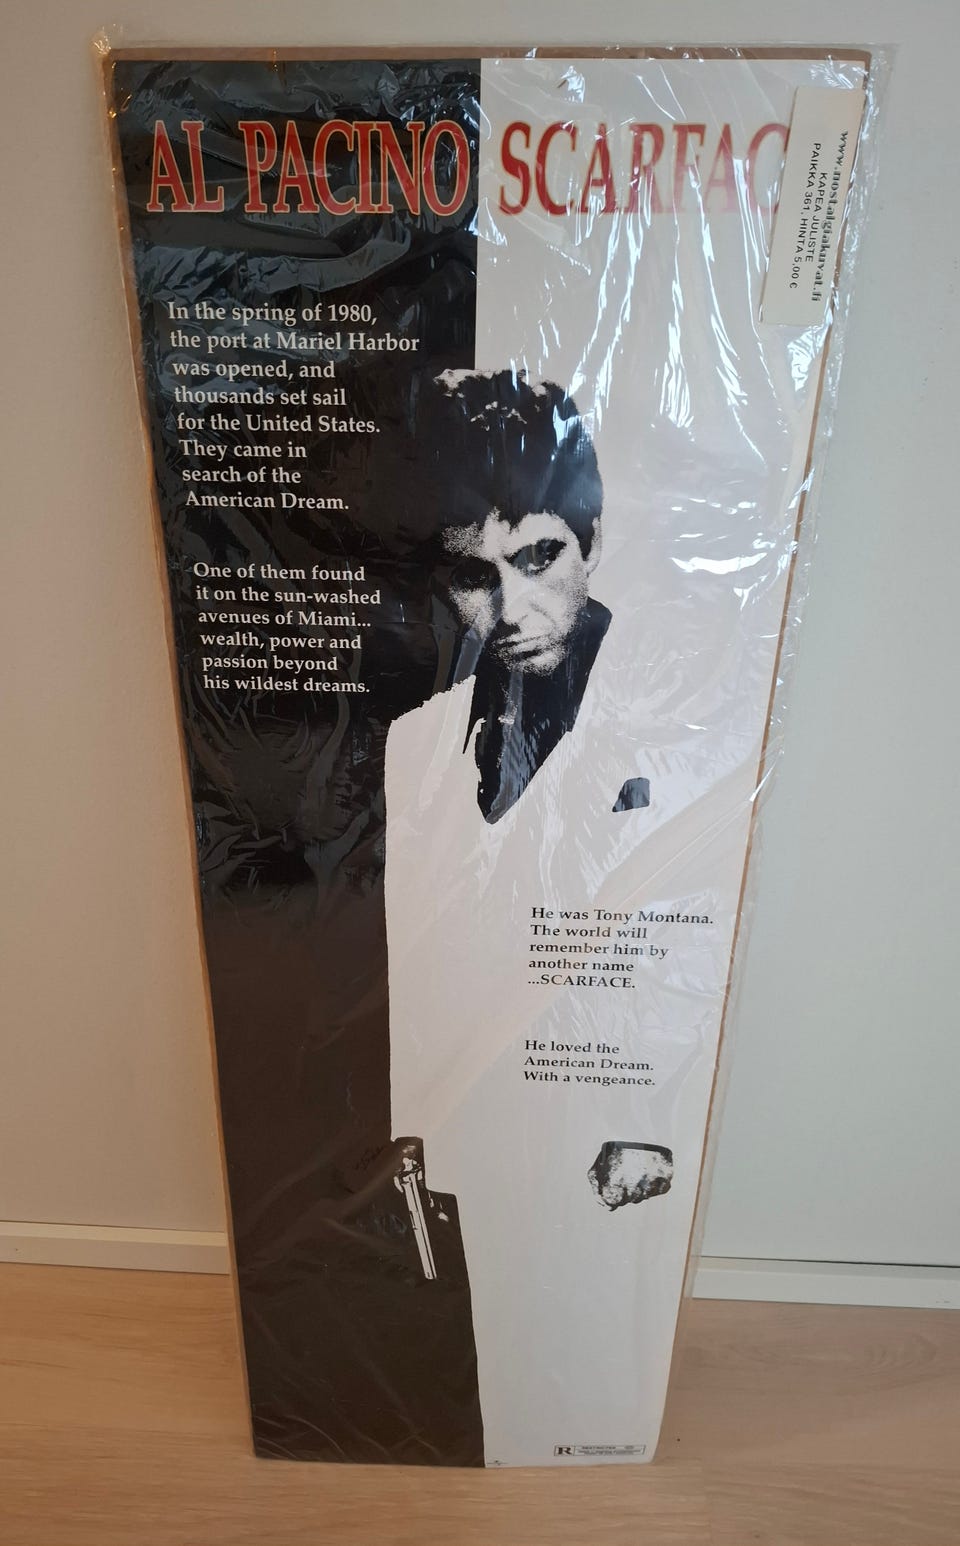 AL PACINO SCARFAC
www.nostalgiakuvat.fi
KAPEA JULISTE
PAIKKA 361, HINTA 5,00 €
In the spring of 1980,
the port at Mariel Harbor
was opened, and
thousands set sail
for the United States.
They came in
search of the
American Dream.
One of them found
it on the sun-washed
avenues of Miami...
wealth, power and
passion beyond
his wildest dreams.
He was Tony Montana.
The world will
remember him by
another name
...SCARFACE.
He loved the
American Dream.
With a vengeance.
R RESTRICTED